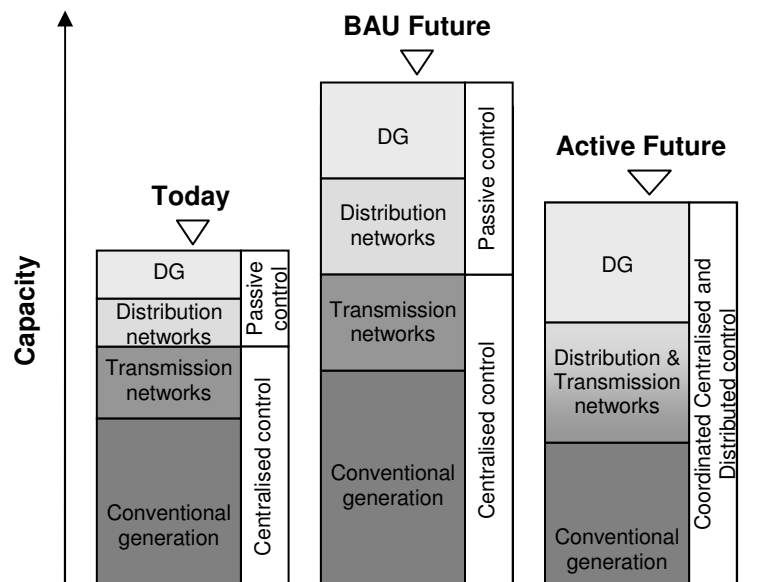 BAU Future
Active Future
Today
Capacity
DG
Distribution
networks
Transmission
networks
Conventional
generation
Passive
control
Centralised control
DG
Distribution
networks
Transmission
networks
Conventional
generation
Passive control
Centralised control
DG
Distribution &
Transmission
networks
Conventional
generation
Coordinated Centralised and
Distributed control